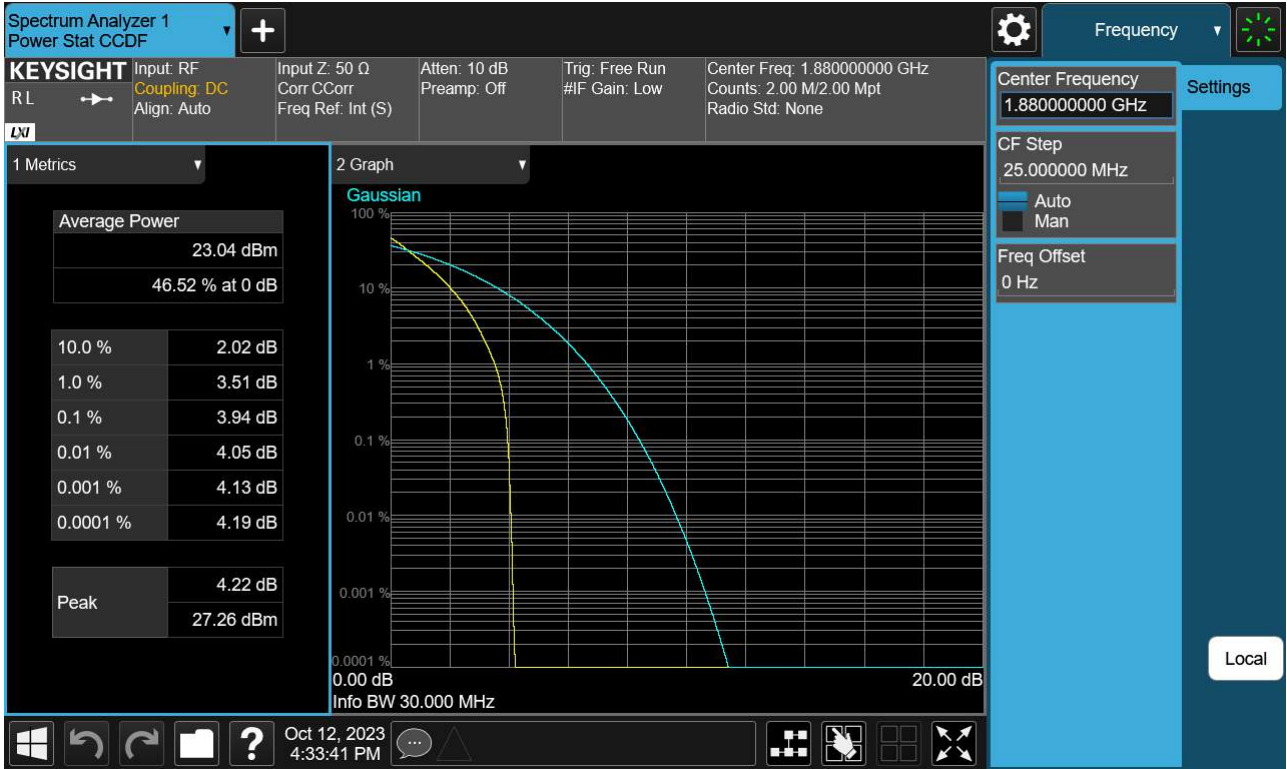 Spectrum Analyzer 1
Power Stat CCDF
Frequency
KEYSIGHT
RL
LXI
Input: RF
Coupling: DC
Align: Auto
Input Z: 50 Ω
Corr CCorr
Freq Ref: Int (S)
Atten: 10 dB
Preamp: Off
Trig: Free Run
#IF Gain: Low
Center Freq: 1.880000000 GHz
Counts: 2.00 M/2.00 Mpt
Radio Std: None
Center Frequency
1.880000000 GHz
Settings
CF Step
25.000000 MHz
Auto
Man
Freq Offset
0 Hz
1 Metrics
Average Power
23.04 dBm
46.52 % at 0 dB
10.0 % 2.02 dB
1.0 % 3.51 dB
0.1 % 3.94 dB
0.01 % 4.05 dB
0.001 % 4.13 dB
0.0001 % 4.19 dB
Peak
4.22 dB
27.26 dBm
2 Graph
Gaussian
100 %
10 %
1 %
0.1 %
0.01 %
0.001 %
0.0001 %
0.00 dB 20.00 dB
Info BW 30.000 MHz
Local
?
Oct 12, 2023
4:33:41 PM